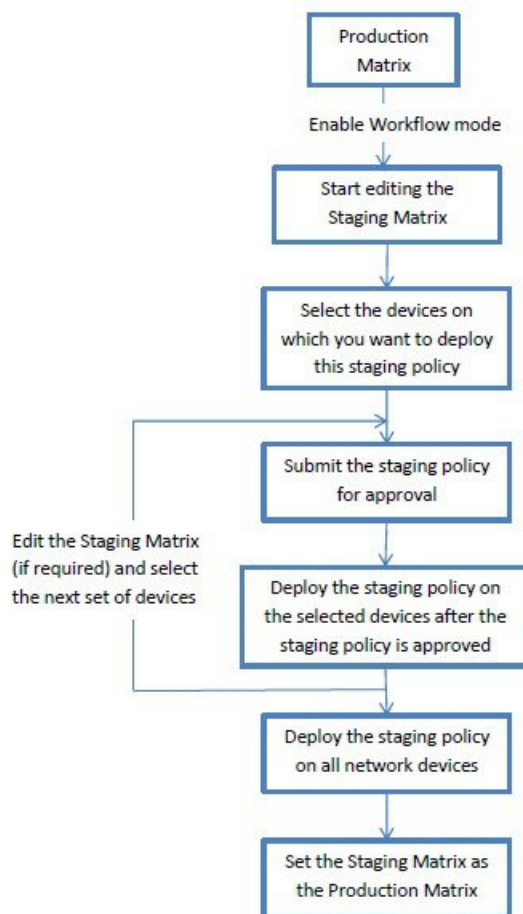 Production
Matrix
Enable Workflow mode
Start editing the
Staging Matrix
Select the devices on
which you want to deploy
this staging policy
Submit the staging policy
for approval
Edit the Staging Matrix
(if required) and select
the next set of devices
Deploy the staging policy on
the selected devices after the
staging policy is approved
Deploy the staging policy
on all network devices
Set the Staging Matrix as
the Production Matrix